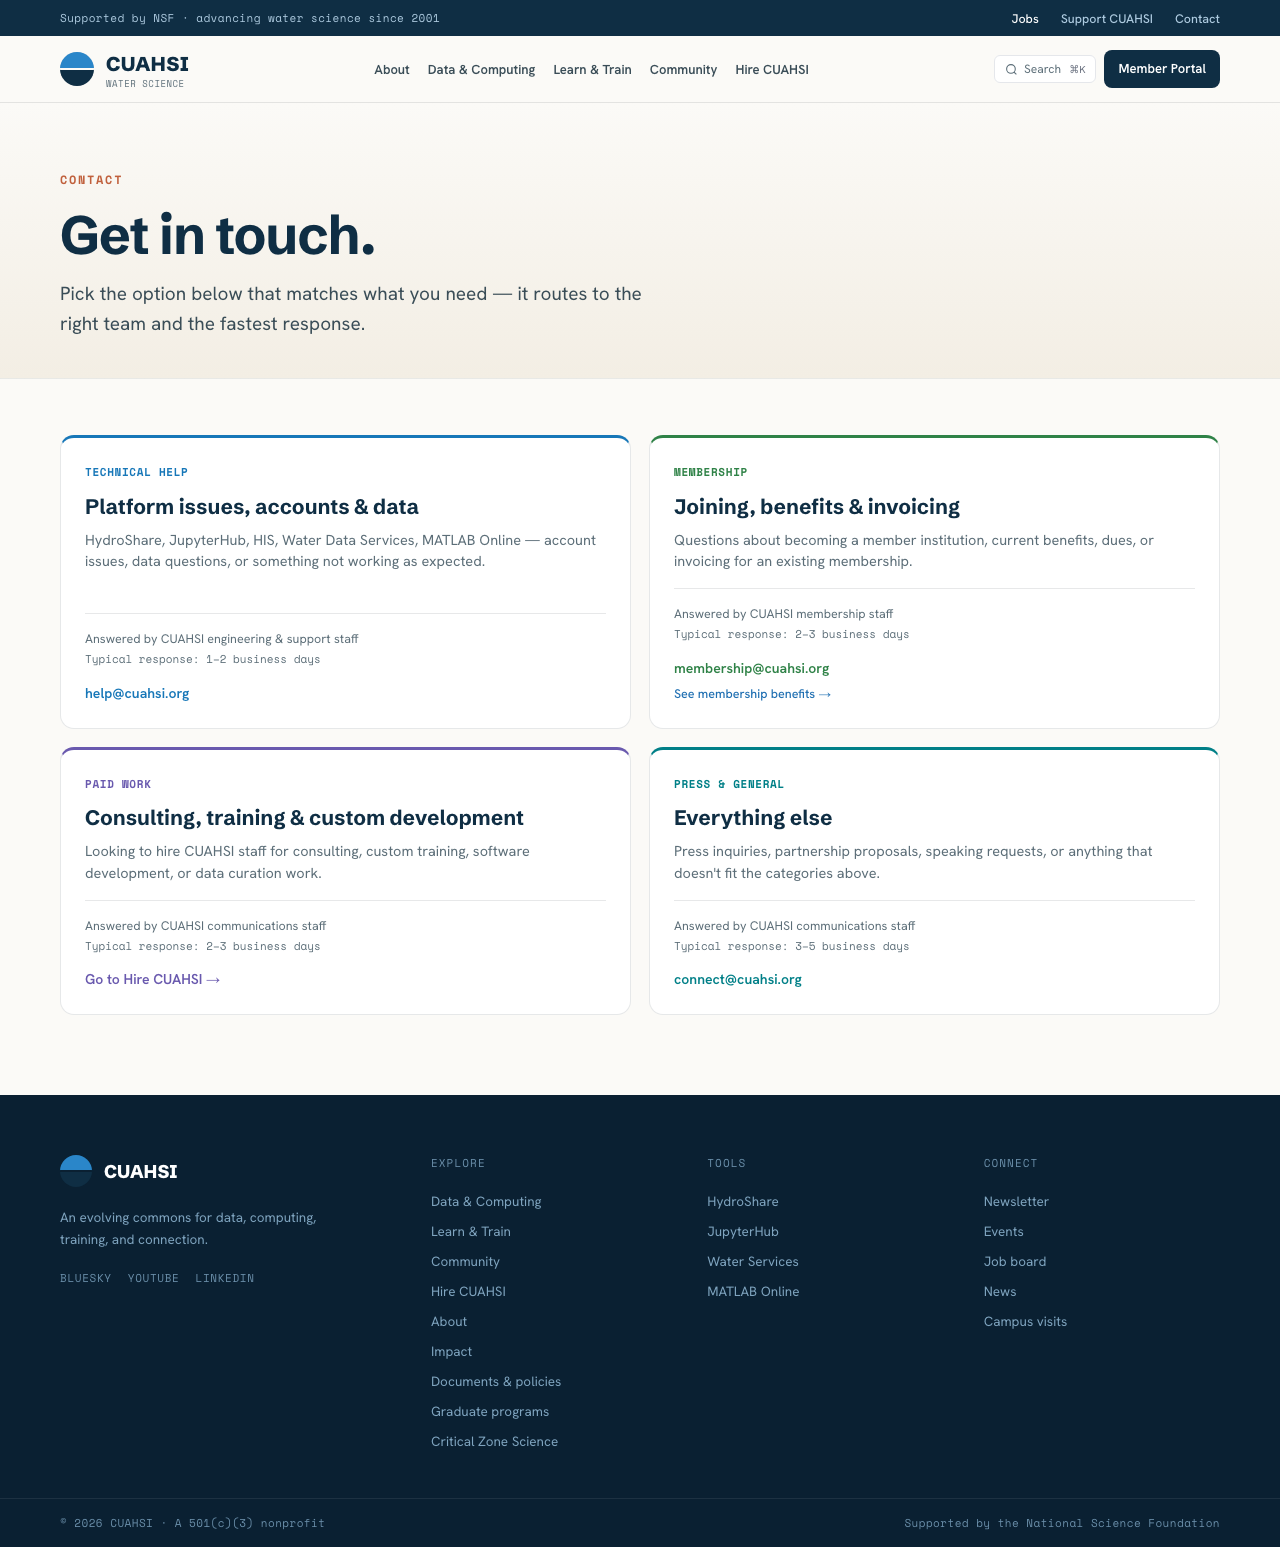 Supported by NSF · advancing water science since 2001
Jobs
Support CUAHSI
Contact
CUAHSI
WATER SCIENCE
About
Data & Computing
Learn & Train
Community
Hire CUAHSI
Search ⌘K
Member Portal
CONTACT
Get in touch.
Pick the option below that matches what you need — it routes to the
right team and the fastest response.
TECHNICAL HELP
Platform issues, accounts & data
HydroShare, JupyterHub, HIS, Water Data Services, MATLAB Online — account
issues, data questions, or something not working as expected.
Answered by CUAHSI engineering & support staff
Typical response: 1–2 business days
help@cuahsi.org
MEMBERSHIP
Joining, benefits & invoicing
Questions about becoming a member institution, current benefits, dues, or
invoicing for an existing membership.
Answered by CUAHSI membership staff
Typical response: 2–3 business days
membership@cuahsi.org
See membership benefits →
PAID WORK
Consulting, training & custom development
Looking to hire CUAHSI staff for consulting, custom training, software
development, or data curation work.
Answered by CUAHSI communications staff
Typical response: 2–3 business days
Go to Hire CUAHSI →
PRESS & GENERAL
Everything else
Press inquiries, partnership proposals, speaking requests, or anything that
doesn't fit the categories above.
Answered by CUAHSI communications staff
Typical response: 3–5 business days
connect@cuahsi.org
CUAHSI
An evolving commons for data, computing,
training, and connection.
BLUESKY
YOUTUBE
LINKEDIN
EXPLORE
Data & Computing
Learn & Train
Community
Hire CUAHSI
About
Impact
Documents & policies
Graduate programs
Critical Zone Science
TOOLS
HydroShare
JupyterHub
Water Services
MATLAB Online
CONNECT
Newsletter
Events
Job board
News
Campus visits
© 2026 CUAHSI · A 501(c)(3) nonprofit
Supported by the National Science Foundation